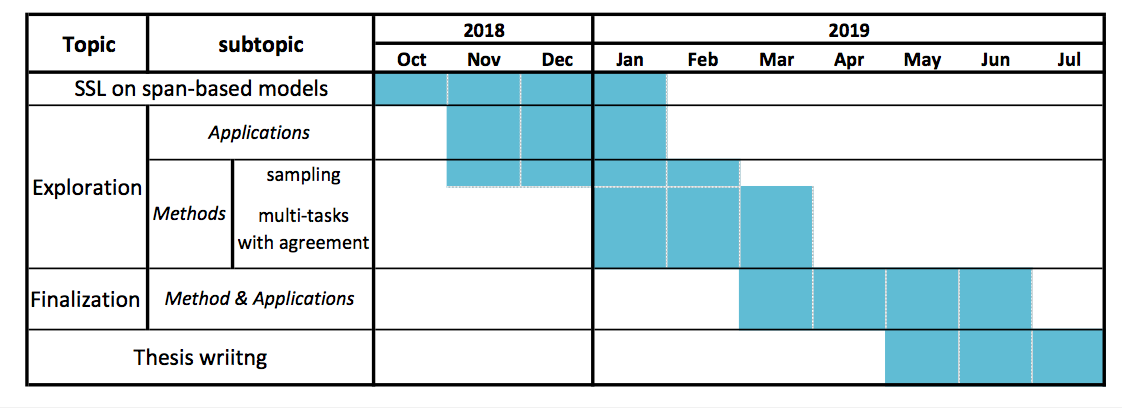 Topic subtopic 2018 2019
Oct Nov Dec Jan Feb Mar Apr May Jun Jul
SSL on span-based models
Exploration
Applications
Methods
sampling
multi-tasks
with agreement
Finalization Method & Applications
Thesis wriitng